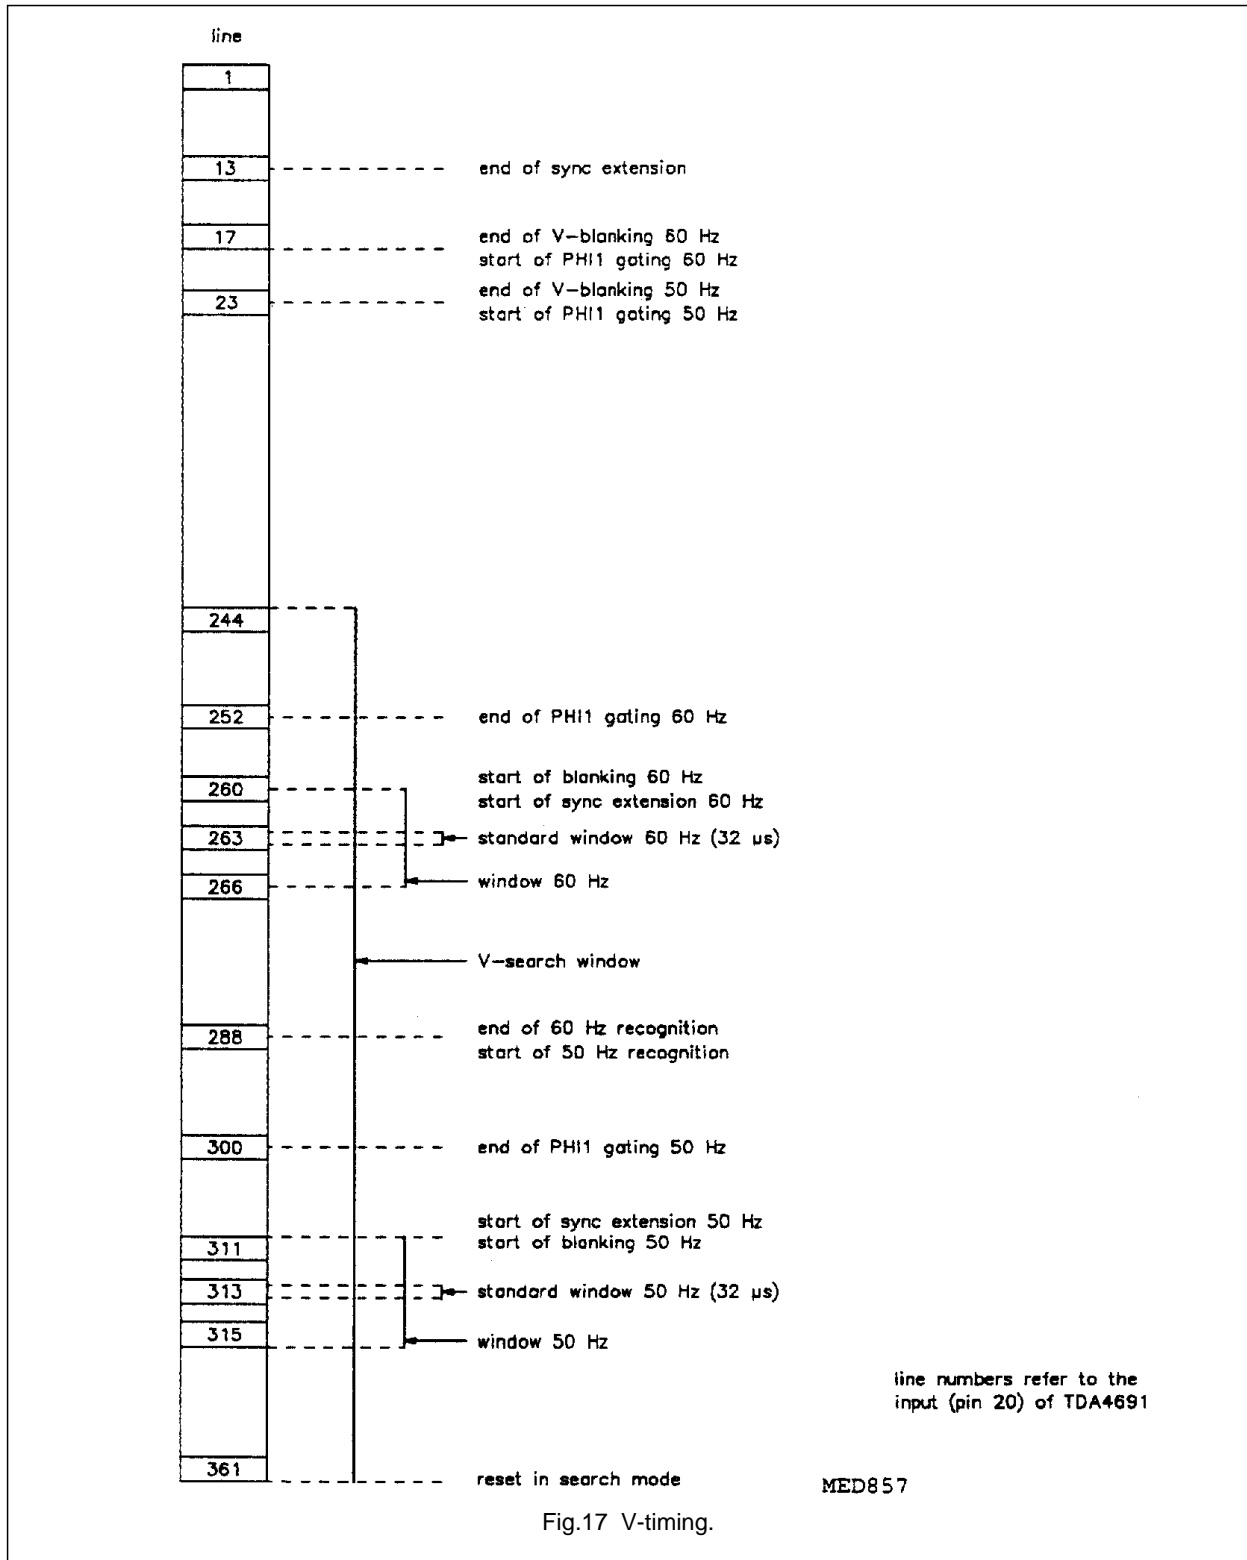 line
1
13
end of sync extension
17
end of V-blanking 60 Hz
start of PHI1 gating 60 Hz
23
end of V-blanking 50 Hz
start of PHI1 gating 50 Hz
244
252
end of PHI1 gating 60 Hz
260
start of blanking 60 Hz
start of sync extension 60 Hz
263
standard window 60 Hz (32 µs)
266
window 60 Hz
V-search window
288
end of 60 Hz recognition
start of 50 Hz recognition
300
end of PHI1 gating 50 Hz
311
start of sync extension 50 Hz
start of blanking 50 Hz
313
standard window 50 Hz (32 µs)
315
window 50 Hz
line numbers refer to the
input (pin 20) of TDA4691
361
reset in search mode
MED857
Fig.17 V-timing.